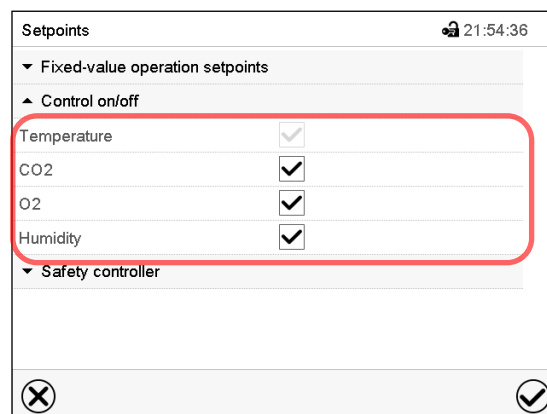 Setpoints 21:54:36
Fixed-value operation setpoints
Control on/off
Temperature
CO2
O2
Humidity
Safety controller